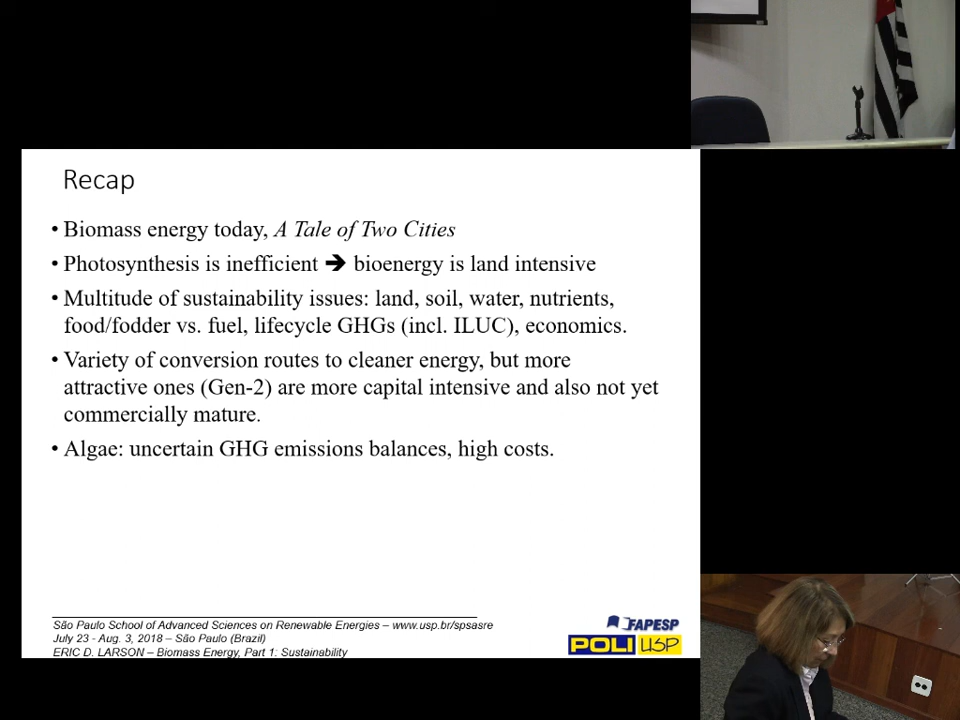 Recap
• Biomass energy today, A Tale of Two Cities
• Photosynthesis is inefficient ➔ bioenergy is land intensive
• Multitude of sustainability issues: land, soil, water, nutrients,
food/fodder vs. fuel, lifecycle GHGs (incl. ILUC), economics.
• Variety of conversion routes to cleaner energy, but more
attractive ones (Gen-2) are more capital intensive and also not yet
commercially mature.
• Algae: uncertain GHG emissions balances, high costs.
São Paulo School of Advanced Sciences on Renewable Energies – www.usp.br/spsasre
July 23 - Aug. 3, 2018 – São Paulo (Brazil)
ERIC D. LARSON – Biomass Energy, Part 1: Sustainability
FAPESP
POLI USP